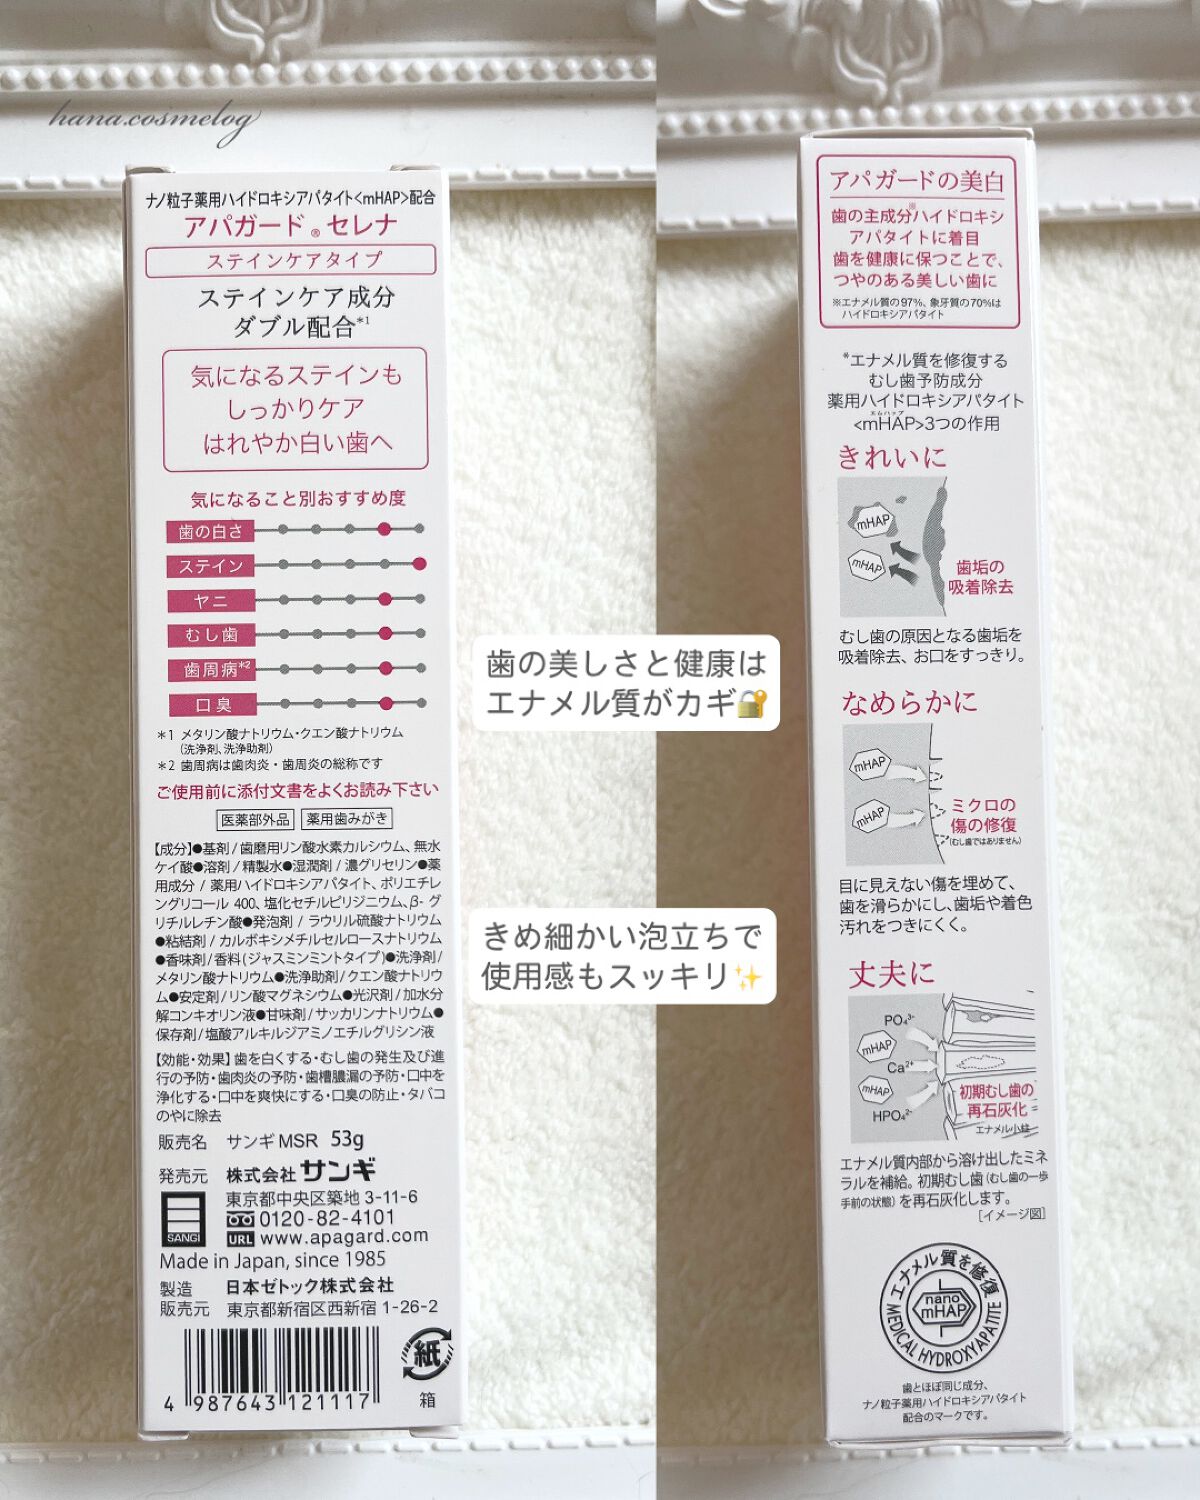 hana.cosmelog
ナノ粒子薬用ハイドロキシアパタイト<mHAP>配合
アパガード®セレナ
ステインケアタイプ
ステインケア成分
ダブル配合*1
気になるステインも
しっかりケア
はれやか白い歯へ
気になること別おすすめ度
歯の白さ
ステイン
ヤニ
むし歯
歯周病*2
口臭
*1 メタリン酸ナトリウム・クエン酸ナトリウム
(洗浄剤、洗浄助剤)
*2 歯周病は歯肉炎・歯周炎の総称です
ご使用前に添付文書をよくお読み下さい
医薬部外品 薬用歯みがき
【成分】●基剤/歯磨用リン酸水素カルシウム、無水
ケイ酸●溶剤/精製水●湿潤剤/濃グリセリン●薬
用成分/薬用ハイドロキシアパタイト、ポリエチレ
ングリコール400、塩化セチルピリジニウム、β-グ
リチルレチン酸●発泡剤/ラウリル硫酸ナトリウム
●粘結剤/カルボキシメチルセルロースナトリウム
●香味剤/香料(ジャスミンミントタイプ)●洗浄剤/
メタリン酸ナトリウム●洗浄助剤/クエン酸ナトリウ
ム●安定剤/リン酸マグネシウム●光沢剤/加水分
解コンキオリン液●甘味剤/サッカリンナトリウム●
保存剤/塩酸アルキルジアミノエチルグリシン液
【効能・効果】歯を白くする・むし歯の発生及び進
行の予防・歯肉炎の予防・歯槽膿漏の予防・口中を
浄化する・口中を爽快にする・口臭の防止・タバコ
のやに除去
販売名 サンギMSR 53g
発売元 株式会社サンギ
SANGI
東京都中央区築地 3-11-6
0120-82-4101
URL www.apagard.com
Made in Japan, since 1985
製造 日本ゼトック株式会社
販売元 東京都新宿区西新宿 1-26-2
4 987643 121117
紙
箱
歯の美しさと健康は
エナメル質がカギ🔐
きめ細かい泡立ちで
使用感もスッキリ✨
アパガードの美白
歯の主成分※ハイドロキシ
アパタイトに着目
歯を健康に保つことで、
つやのある美しい歯に
※エナメル質の97%、象牙質の70%は
ハイドロキシアパタイト
*エナメル質を修復する
むし歯予防成分
薬用ハイドロキシアパタイト
エムハップ
<mHAP>3つの作用
きれいに
mHAP
mHAP
歯垢の
吸着除去
むし歯の原因となる歯垢を
吸着除去、お口をすっきり。
なめらかに
mHAP
mHAP
ミクロの
傷の修復
(むし歯ではありません)
目に見えない傷を埋めて、
歯を滑らかにし、歯垢や着色
汚れをつきにくく。
丈夫に
PO₄³⁻
mHAP
Ca²⁺
mHAP
HPO₄²⁻
初期むし歯の
再石灰化
エナメル小柱
エナメル質内部から溶け出したミネ
ラルを補給。初期むし歯(むし歯の一歩
手前の状態)を再石灰化します。
[イメージ図]
エナメル質を修復
nano
mHAP
MEDICAL HYDROXYAPATITE
歯とほぼ同じ成分、
ナノ粒子薬用ハイドロキシアパタイト
配合のマークです。